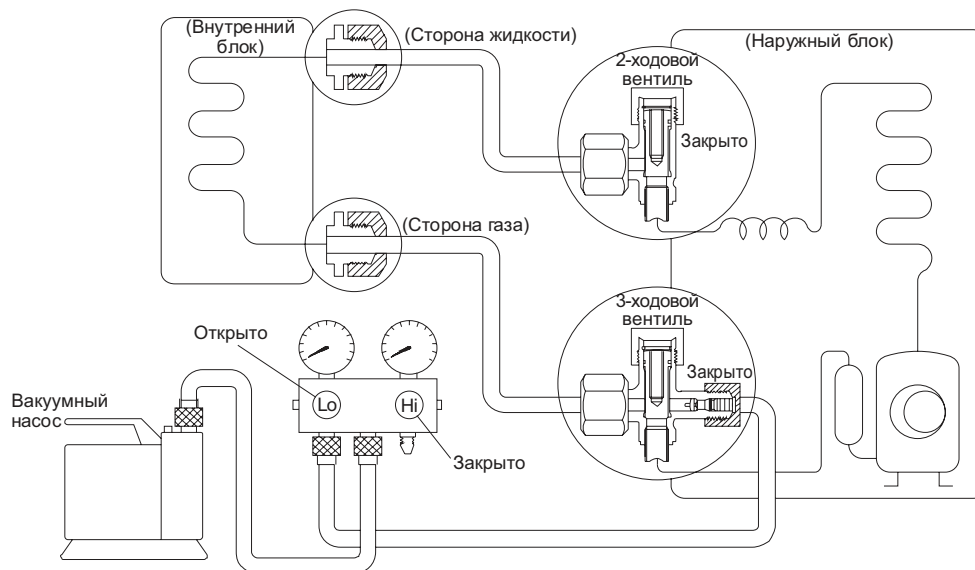 (Внутренний
блок)
(Сторона жидкости)
(Наружный блок)
2-ходовой
вентиль
Закрыто
(Сторона газа)
3-ходовой
вентиль
Закрыто
Открыто
Lo
Hi
Вакуумный
насос
Закрыто